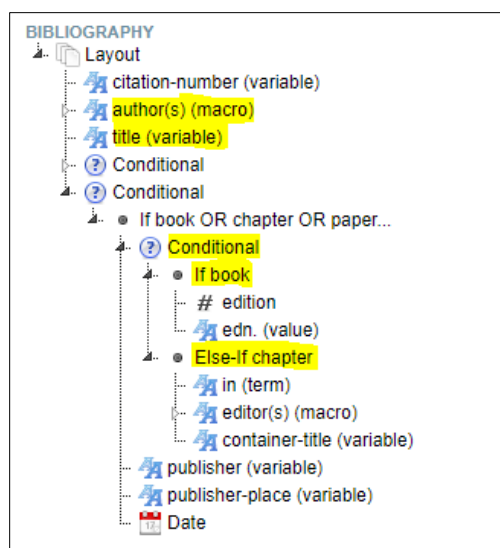 BIBLIOGRAPHY
Layout
citation-number (variable)
author(s) (macro)
title (variable)
Conditional
Conditional
If book OR chapter OR paper...
Conditional
If book
# edition
edn. (value)
Else-If chapter
in (term)
editor(s) (macro)
container-title (variable)
publisher (variable)
publisher-place (variable)
Date